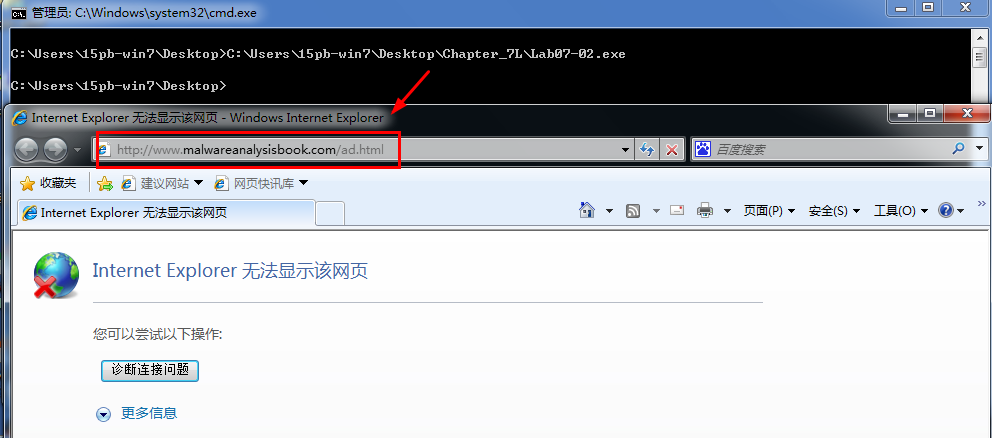 管理员: C:\Windows\system32\cmd.exe
C:\Users\15pb-win7\Desktop>C:\Users\15pb-win7\Desktop\Chapter_7L\Lab07-02.exe
C:\Users\15pb-win7\Desktop>
Internet Explorer 无法显示该网页 - Windows Internet Explorer
http://www.malwareanalysisbook.com/ad.html 百度搜索
收藏夹 建议网站 网页快讯库
Internet Explorer 无法显示该网页 页面(P) 安全(S) 工具(O) »
Internet Explorer 无法显示该网页
您可以尝试以下操作:
诊断连接问题
更多信息